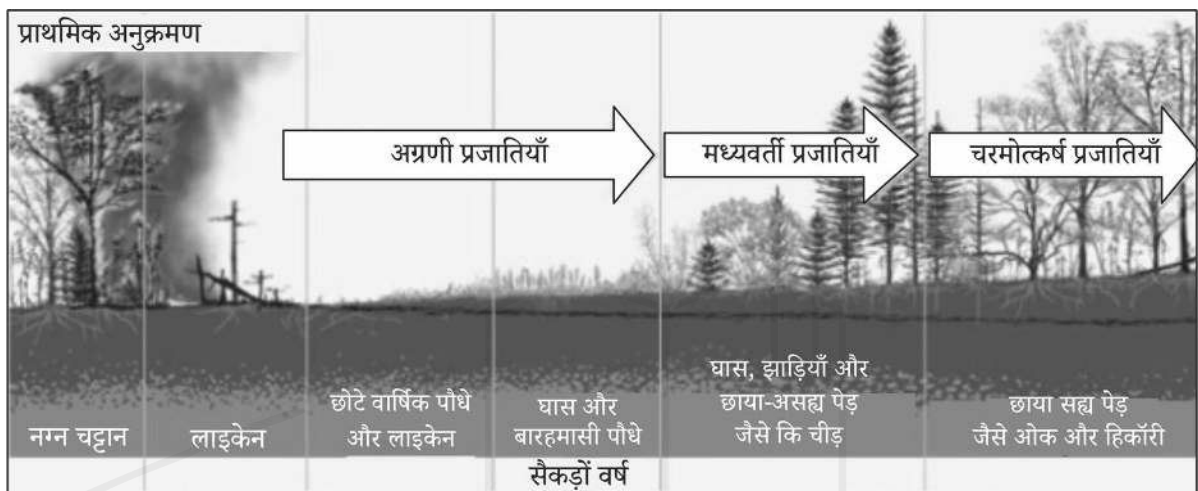 प्राथमिक अनुक्रमण
अग्रणी प्रजातियाँ
मध्यवर्ती प्रजातियाँ
चरमोत्कर्ष प्रजातियाँ
नग्न चट्टान
लाइकेन
छोटे वार्षिक पौधे
और लाइकेन
घास और
बारहमासी पौधे
घास, झाड़ियाँ और
छाया-असह्य पेड़
जैसे कि चीड़
छाया सह्य पेड़
जैसे ओक और हिकॉरी
सैकड़ों वर्ष